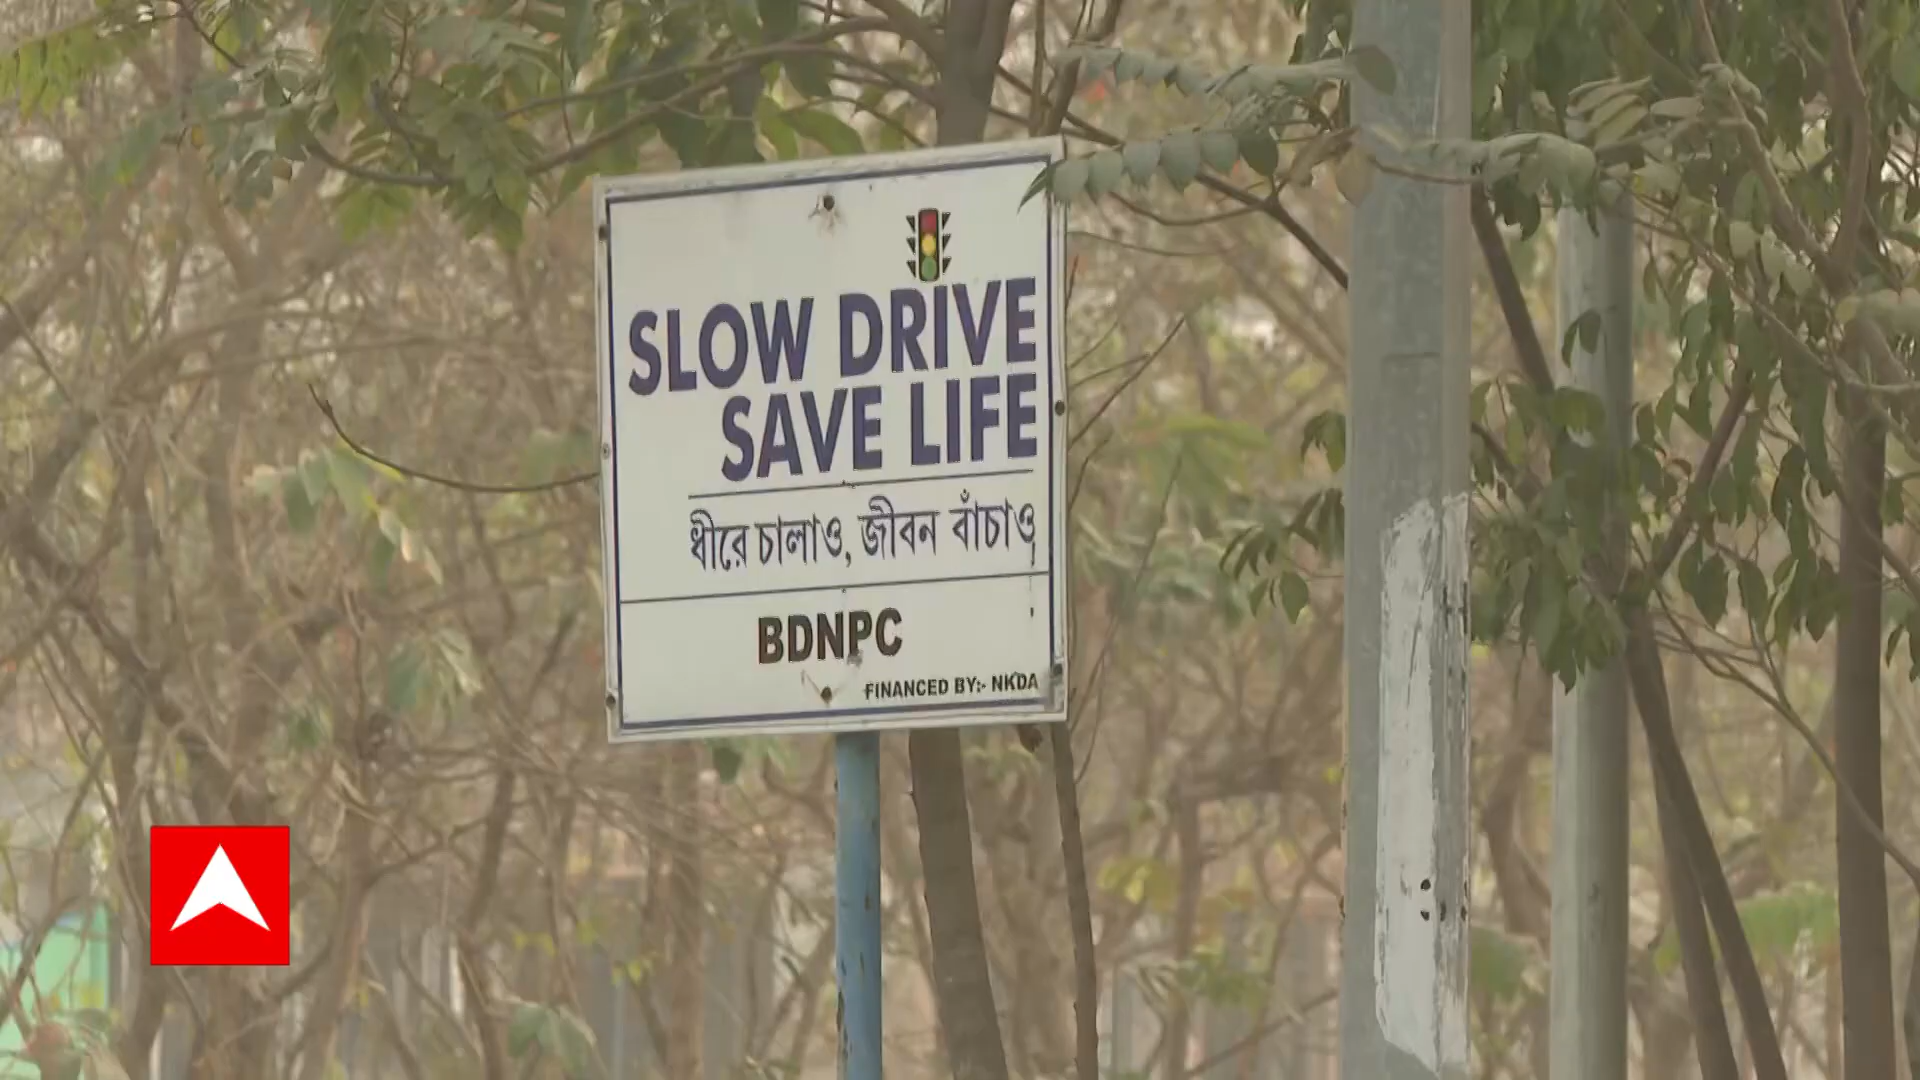 SLOW DRIVE
SAVE LIFE
ধীরে চালাও, জীবন বাঁচাও
BDNPC
FINANCED BY:- NKDA